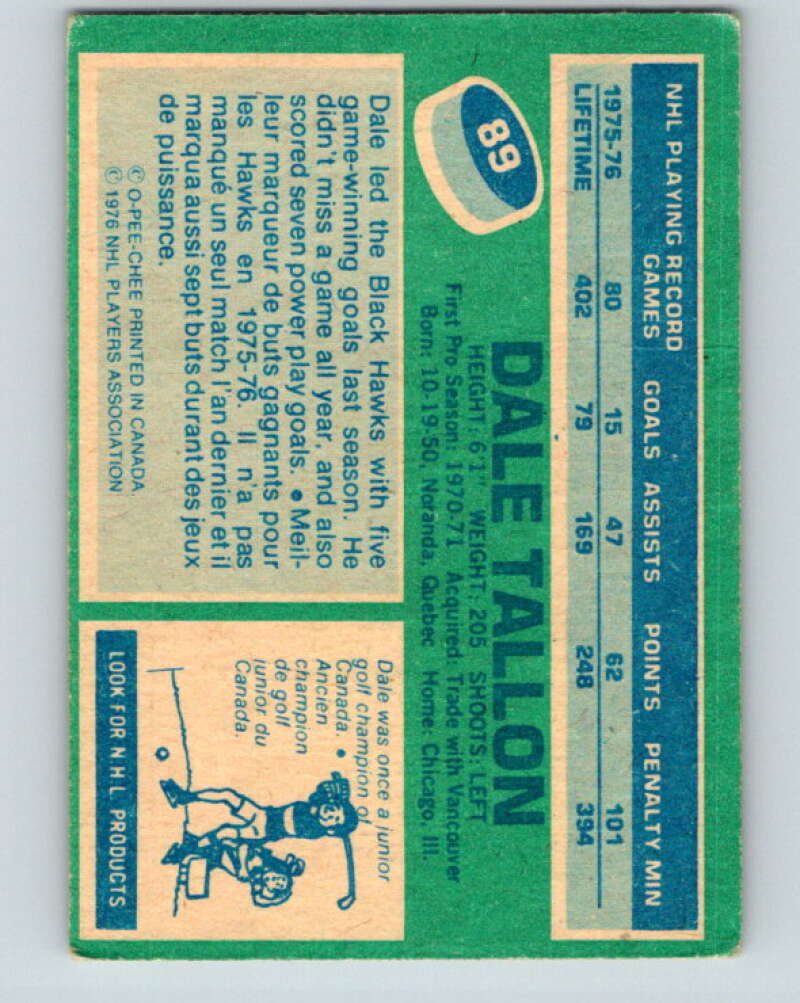 NHL PLAYING RECORD
GAMES GOALS ASSISTS POINTS PENALTY MIN
1975-76 80 15 47 62 101
LIFETIME 402 79 169 248 394
89
DALE TALLON
HEIGHT: 6'1" WEIGHT: 205 SHOOTS: LEFT
First Pro Season: 1970-71 Acquired: Trade with Vancouver
Born: 10-19-50, Noranda, Quebec Home: Chicago, Ill.
Dale led the Black Hawks with five
game-winning goals last season. He
didn't miss a game all year, and also
scored seven power play goals. • Meil-
leur marqueur de buts gagnants pour
les Hawks en 1975-76. Il n'a pas
manqué un seul match l'an dernier et il
marqua aussi sept buts durant des jeux
de puissance.
© O-PEE-CHEE PRINTED IN CANADA
© 1976 NHL PLAYERS ASSOCIATION
Dale was once a junior
golf champion of
Canada. •
Ancien
champion
de golf
junior du
Canada.
LOOK FOR N.H.L. PRODUCTS